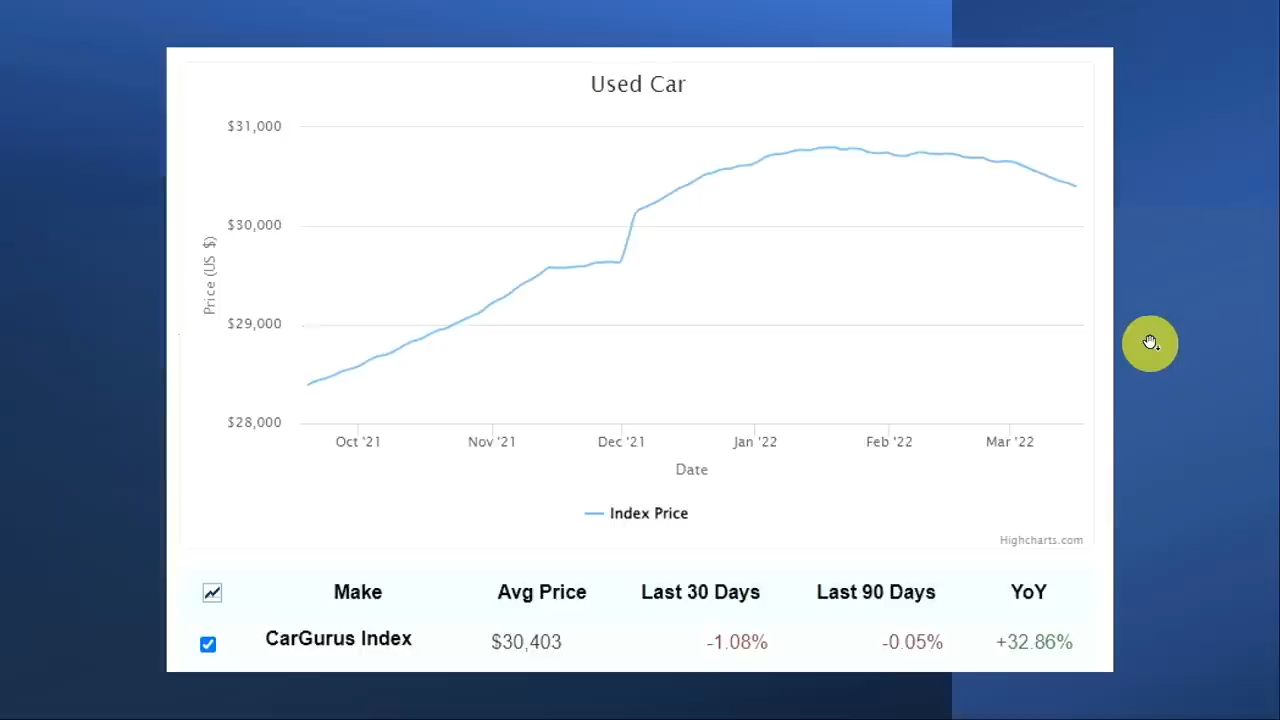 Used Car
$31,000
$30,000
$29,000
$28,000
Price (US $)
Oct '21 Nov '21 Dec '21 Jan '22 Feb '22 Mar '22
Date
Index Price
Highcharts.com
Make Avg Price Last 30 Days Last 90 Days YoY
CarGurus Index $30,403 -1.08% -0.05% +32.86%